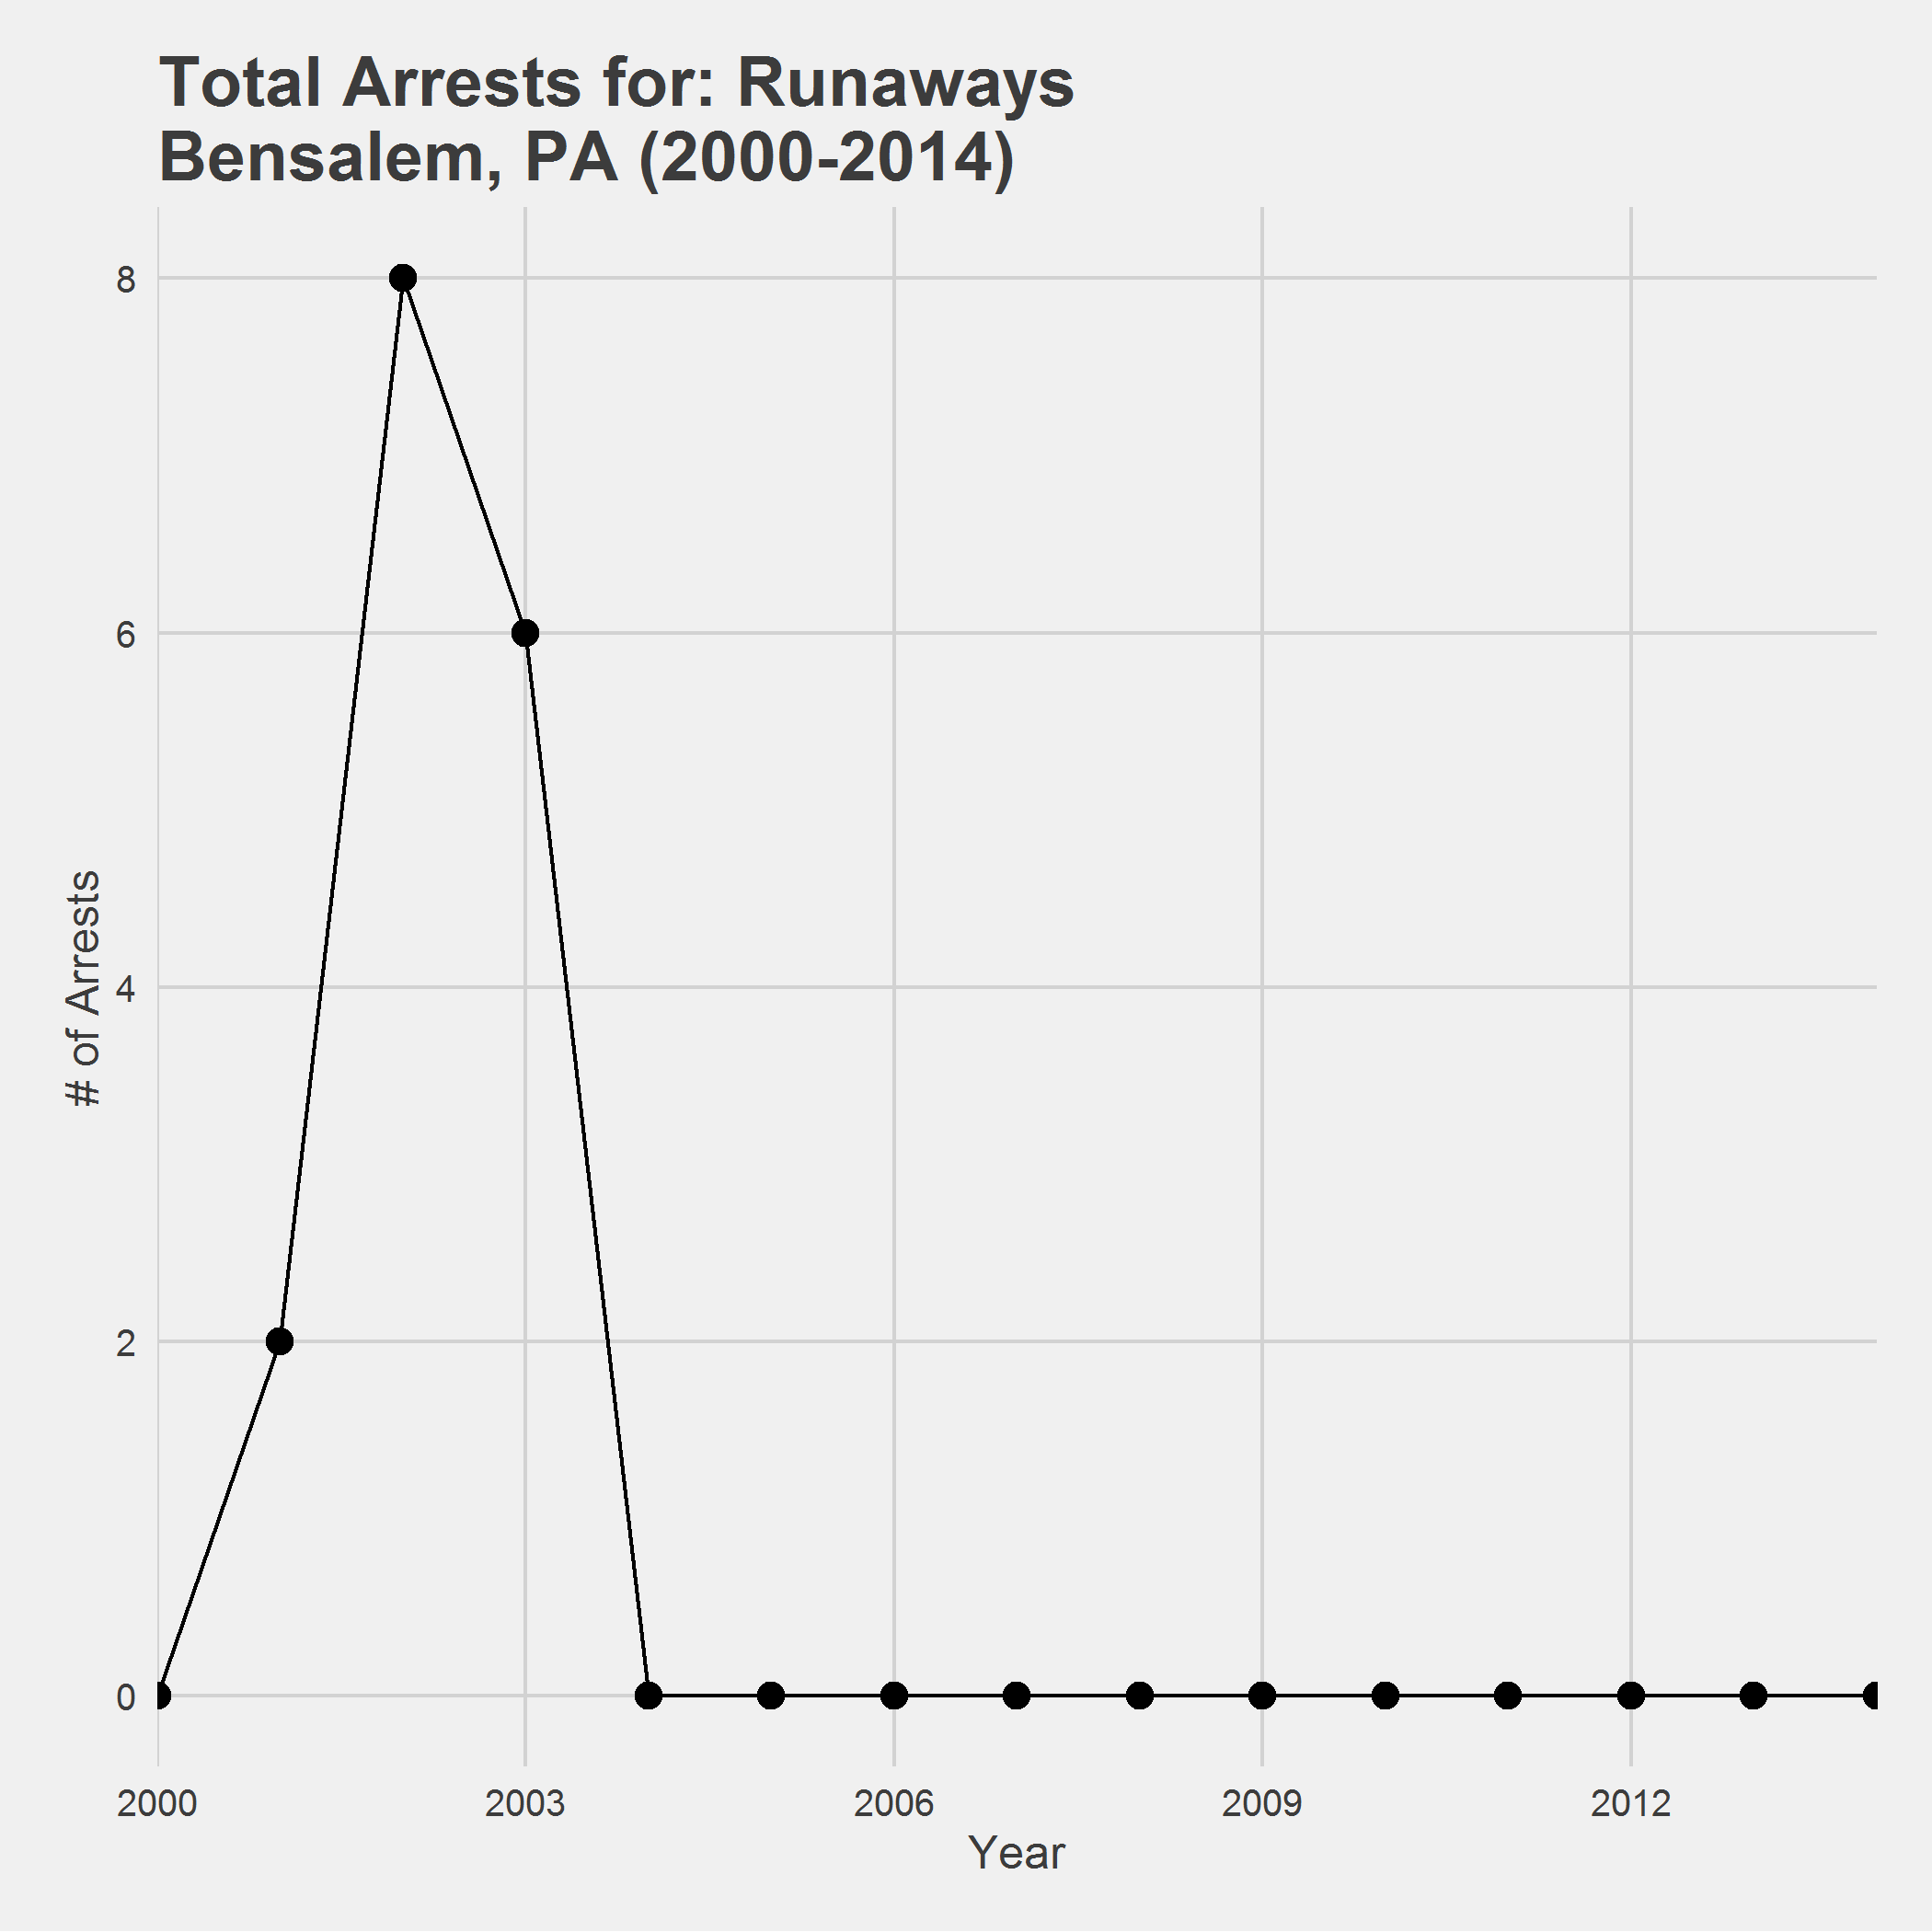 Total Arrests for: Runaways
Bensalem, PA (2000-2014)
8
6
4
2
0
# of Arrests
2000 2003 2006 2009 2012
Year